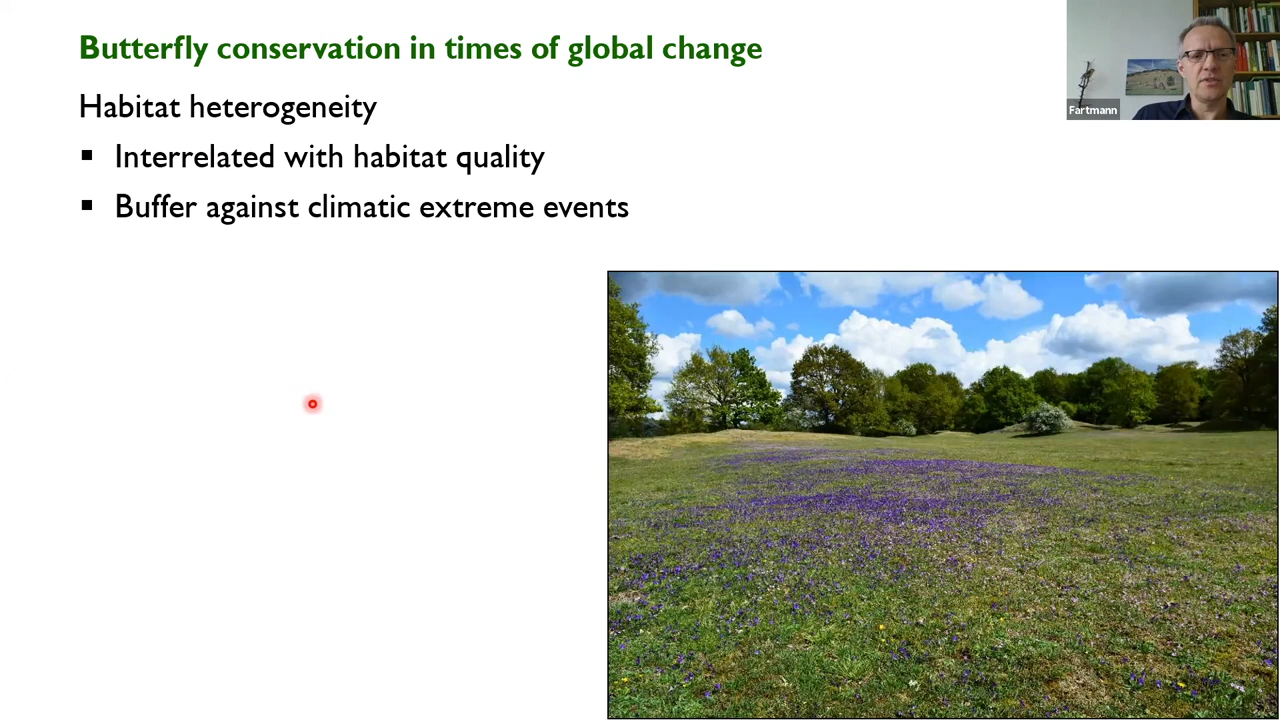 Butterfly conservation in times of global change
Fartmann
Habitat heterogeneity
▪ Interrelated with habitat quality
▪ Buffer against climatic extreme events